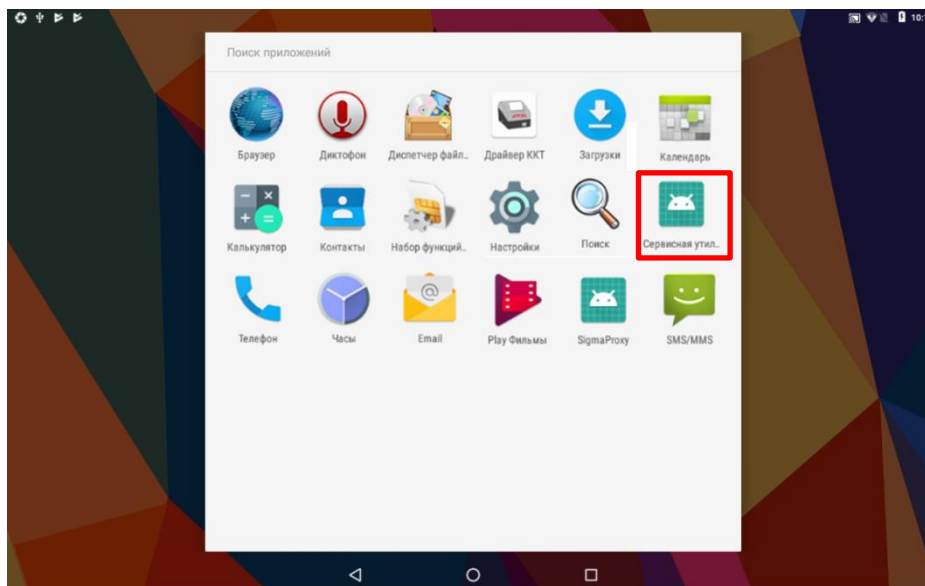 10:
Поиск приложений
Браузер
Диктофон
Диспетчер файл..
Драйвер ККТ
Загрузки
Календарь
Калькулятор
Контакты
Набор функций..
Настройки
Поиск
Сервисная утил..
Телефон
Часы
Email
Play Фильмы
SigmaProxy
SMS/MMS